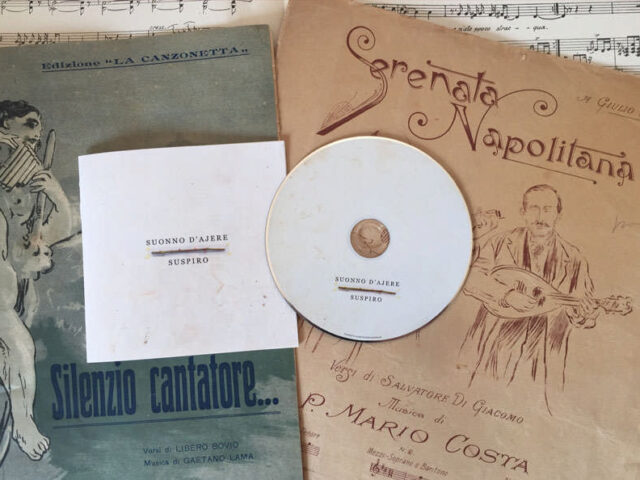 Edizione "LA CANZONETTA"
SUONNO D'AJERE
SUSPIRO
Silenzio cantatore...
Versi di LIBERO BOVIO
Musica di GAETANO LAMA
SUONNO D'AJERE
SUSPIRO
A GIULIO
Serenata
Napolitana
Versi di SALVATORE DI GIACOMO
Musica di
P. MARIO COSTA
Mezzo-Soprano o Baritono
qua.